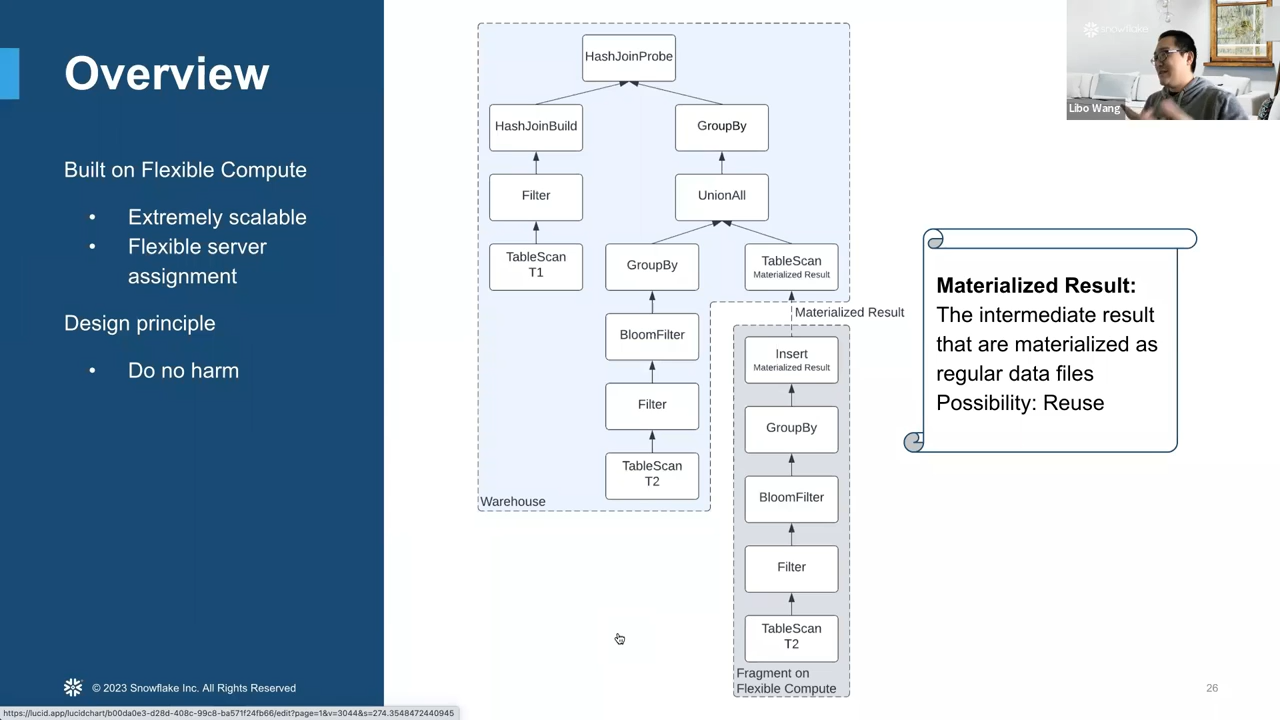 Overview
Built on Flexible Compute
• Extremely scalable
• Flexible server
assignment
Design principle
• Do no harm
© 2023 Snowflake Inc. All Rights Reserved
https://lucid.app/lucidchart/b00da0e3-d28d-408c-99c8-ba571f24fb66/edit?page=1&v=3044&s=274.3548472440945
HashJoinProbe
HashJoinBuild
GroupBy
Filter
UnionAll
TableScan
T1
GroupBy
TableScan
Materialized Result
Materialized Result
BloomFilter
Insert
Materialized Result
Filter
GroupBy
TableScan
T2
BloomFilter
Warehouse
Filter
TableScan
T2
Fragment on
Flexible Compute
Materialized Result:
The intermediate result
that are materialized as
regular data files
Possibility: Reuse
snowflake
Libo Wang
26